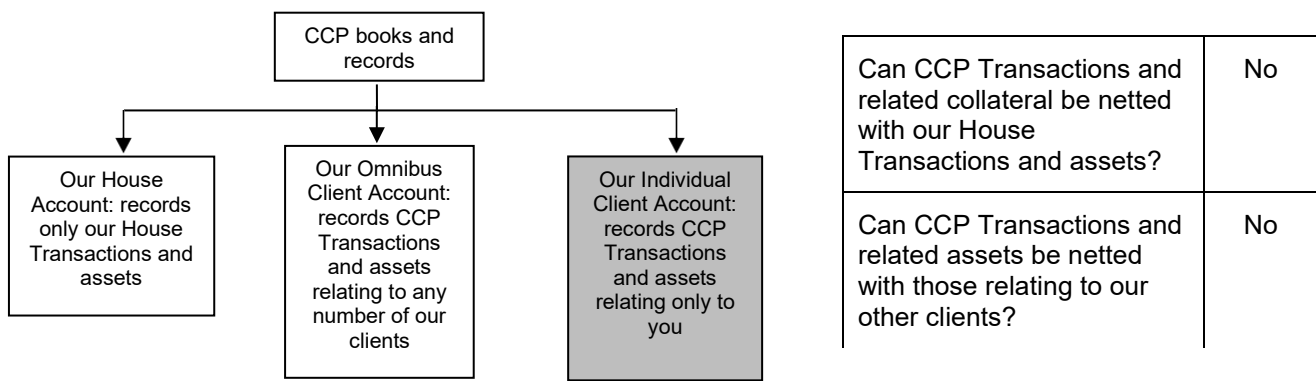 CCP books and
records
Our House
Account: records
only our House
Transactions and
assets
Our Omnibus
Client Account:
records CCP
Transactions
and assets
relating to any
number of our
clients
Our Individual
Client Account:
records CCP
Transactions
and assets
relating only to
you
Can CCP Transactions and
related collateral be netted
with our House
Transactions and assets?
No
Can CCP Transactions and
related assets be netted
with those relating to our
other clients?
No